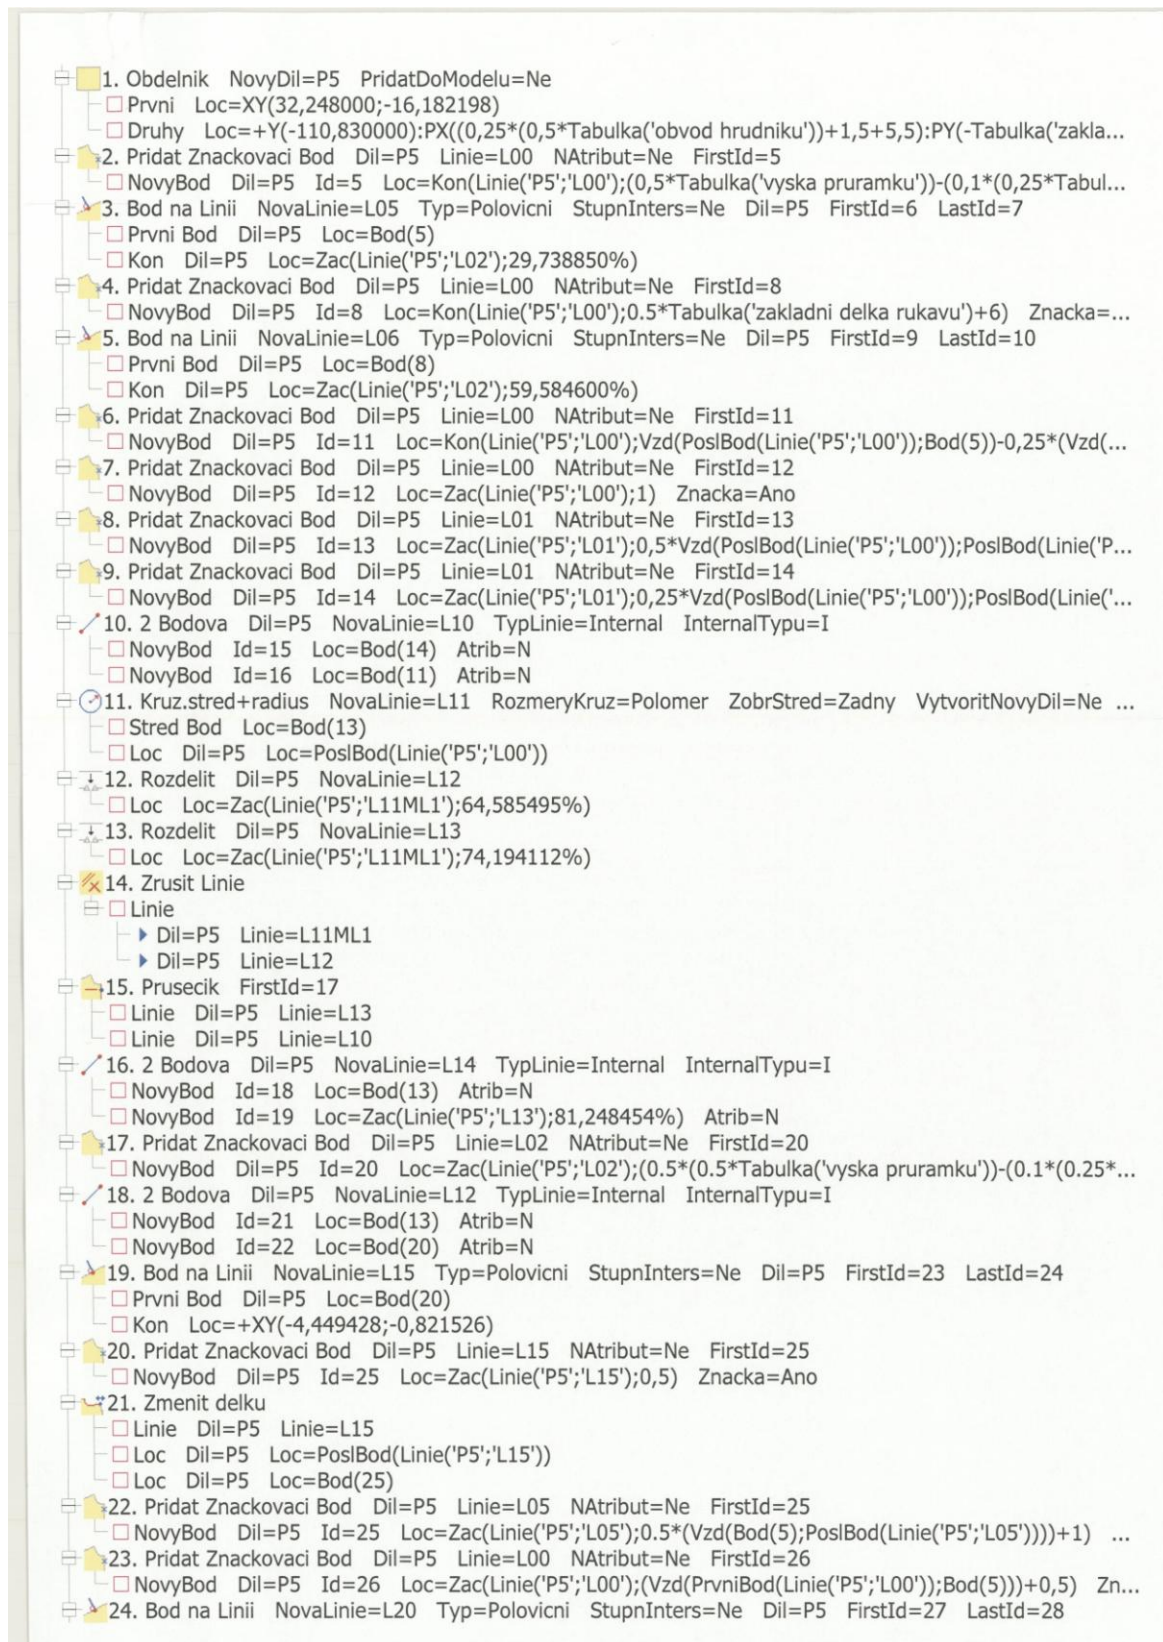 1. Obdelnik NovyDil=P5 PridatDoModelu=Ne
Prvni Loc=XY(32,248000;-16,182198)
Druhy Loc=+Y(-110,830000):PX((0,25*(0,5*Tabulka('obvod hrudniku'))+1,5+5,5):PY(-Tabulka('zakla...
2. Pridat Znackovaci Bod Dil=P5 Linie=L00 NAtribut=Ne FirstId=5
NovyBod Dil=P5 Id=5 Loc=Kon(Linie('P5';'L00');(0,5*Tabulka('vyska pruramku'))-(0,1*(0,25*Tabul...
3. Bod na Linii NovaLinie=L05 Typ=Polovicni StupnInters=Ne Dil=P5 FirstId=6 LastId=7
Prvni Bod Dil=P5 Loc=Bod(5)
Kon Dil=P5 Loc=Zac(Linie('P5';'L02');29,738850%)
4. Pridat Znackovaci Bod Dil=P5 Linie=L00 NAtribut=Ne FirstId=8
NovyBod Dil=P5 Id=8 Loc=Kon(Linie('P5';'L00');0.5*Tabulka('zakladni delka rukavu')+6) Znacka=...
5. Bod na Linii NovaLinie=L06 Typ=Polovicni StupnInters=Ne Dil=P5 FirstId=9 LastId=10
Prvni Bod Dil=P5 Loc=Bod(8)
Kon Dil=P5 Loc=Zac(Linie('P5';'L02');59,584600%)
6. Pridat Znackovaci Bod Dil=P5 Linie=L00 NAtribut=Ne FirstId=11
NovyBod Dil=P5 Id=11 Loc=Kon(Linie('P5';'L00');Vzd(PoslBod(Linie('P5';'L00'));Bod(5))-0,25*(Vzd(...
7. Pridat Znackovaci Bod Dil=P5 Linie=L00 NAtribut=Ne FirstId=12
NovyBod Dil=P5 Id=12 Loc=Zac(Linie('P5';'L00');1) Znacka=Ano
8. Pridat Znackovaci Bod Dil=P5 Linie=L01 NAtribut=Ne FirstId=13
NovyBod Dil=P5 Id=13 Loc=Zac(Linie('P5';'L01');0,5*Vzd(PoslBod(Linie('P5';'L00'));PoslBod(Linie('P...
9. Pridat Znackovaci Bod Dil=P5 Linie=L01 NAtribut=Ne FirstId=14
NovyBod Dil=P5 Id=14 Loc=Zac(Linie('P5';'L01');0,25*Vzd(PoslBod(Linie('P5';'L00'));PoslBod(Linie('...
10. 2 Bodova Dil=P5 NovaLinie=L10 TypLinie=Internal InternalTypu=I
NovyBod Id=15 Loc=Bod(14) Atrib=N
NovyBod Id=16 Loc=Bod(11) Atrib=N
11. Kruz.stred+radius NovaLinie=L11 RozmeryKruz=Polomer ZobrStred=Zadny VytvoritNovyDil=Ne ...
Stred Bod Loc=Bod(13)
Loc Dil=P5 Loc=PoslBod(Linie('P5';'L00'))
12. Rozdelit Dil=P5 NovaLinie=L12
Loc Loc=Zac(Linie('P5';'L11ML1');64,585495%)
13. Rozdelit Dil=P5 NovaLinie=L13
Loc Loc=Zac(Linie('P5';'L11ML1');74,194112%)
14. Zrusit Linie
Linie
Dil=P5 Linie=L11ML1
Dil=P5 Linie=L12
15. Prusecik FirstId=17
Linie Dil=P5 Linie=L13
Linie Dil=P5 Linie=L10
16. 2 Bodova Dil=P5 NovaLinie=L14 TypLinie=Internal InternalTypu=I
NovyBod Id=18 Loc=Bod(13) Atrib=N
NovyBod Id=19 Loc=Zac(Linie('P5';'L13');81,248454%) Atrib=N
17. Pridat Znackovaci Bod Dil=P5 Linie=L02 NAtribut=Ne FirstId=20
NovyBod Dil=P5 Id=20 Loc=Zac(Linie('P5';'L02');(0.5*(0.5*Tabulka('vyska pruramku'))-(0.1*(0.25*...
18. 2 Bodova Dil=P5 NovaLinie=L12 TypLinie=Internal InternalTypu=I
NovyBod Id=21 Loc=Bod(13) Atrib=N
NovyBod Id=22 Loc=Bod(20) Atrib=N
19. Bod na Linii NovaLinie=L15 Typ=Polovicni StupnInters=Ne Dil=P5 FirstId=23 LastId=24
Prvni Bod Dil=P5 Loc=Bod(20)
Kon Loc=+XY(-4,449428;-0,821526)
20. Pridat Znackovaci Bod Dil=P5 Linie=L15 NAtribut=Ne FirstId=25
NovyBod Dil=P5 Id=25 Loc=Zac(Linie('P5';'L15');0,5) Znacka=Ano
21. Zmenit delku
Linie Dil=P5 Linie=L15
Loc Dil=P5 Loc=PoslBod(Linie('P5';'L15'))
Loc Dil=P5 Loc=Bod(25)
22. Pridat Znackovaci Bod Dil=P5 Linie=L05 NAtribut=Ne FirstId=25
NovyBod Dil=P5 Id=25 Loc=Zac(Linie('P5';'L05');0.5*(Vzd(Bod(5);PoslBod(Linie('P5';'L05'))))+1) ...
23. Pridat Znackovaci Bod Dil=P5 Linie=L00 NAtribut=Ne FirstId=26
NovyBod Dil=P5 Id=26 Loc=Zac(Linie('P5';'L00');(Vzd(PrvniBod(Linie('P5';'L00'));Bod(5)))+0,5) Zn...
24. Bod na Linii NovaLinie=L20 Typ=Polovicni StupnInters=Ne Dil=P5 FirstId=27 LastId=28